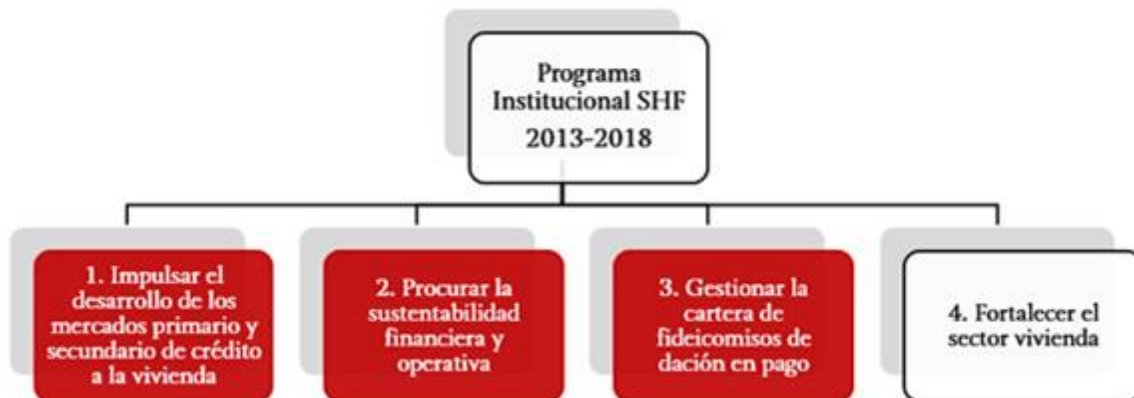 Programa
Institucional SHF
2013-2018
1. Impulsar el
desarrollo de los
mercados primario y
secundario de crédito
a la vivienda
2. Procurar la
sustentabilidad
financiera y
operativa
3. Gestionar la
cartera de
fideicomisos de
dación en pago
4. Fortalecer el
sector vivienda